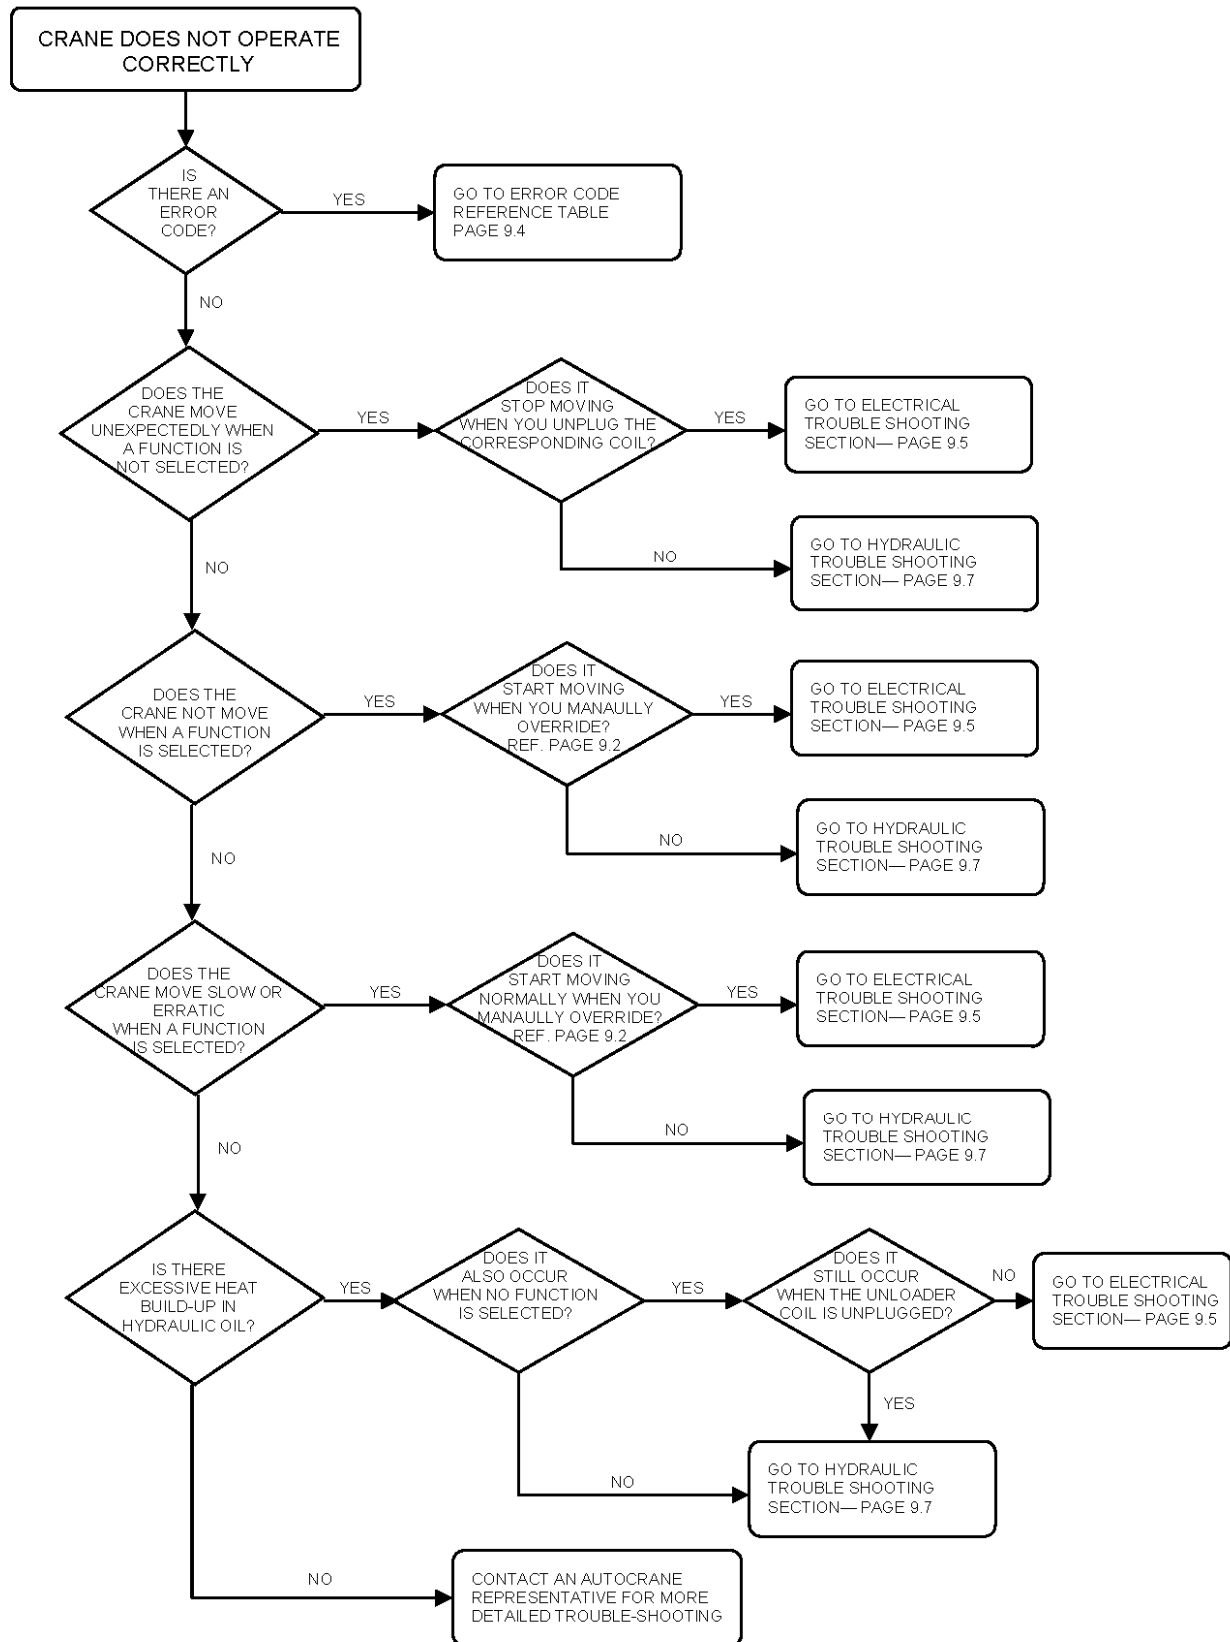 CRANE DOES NOT OPERATE
CORRECTLY
IS
THERE AN
ERROR
CODE?
YES
GO TO ERROR CODE
REFERENCE TABLE
PAGE 9.4
NO
DOES THE
CRANE MOVE
UNEXPECTEDLY WHEN
A FUNCTION IS
NOT SELECTED?
YES
DOES IT
STOP MOVING
WHEN YOU UNPLUG THE
CORRESPONDING COIL?
YES
GO TO ELECTRICAL
TROUBLE SHOOTING
SECTION— PAGE 9.5
NO
GO TO HYDRAULIC
TROUBLE SHOOTING
SECTION— PAGE 9.7
NO
DOES THE
CRANE NOT MOVE
WHEN A FUNCTION
IS SELECTED?
YES
DOES IT
START MOVING
WHEN YOU MANAULLY
OVERRIDE?
REF. PAGE 9.2
YES
GO TO ELECTRICAL
TROUBLE SHOOTING
SECTION— PAGE 9.5
NO
GO TO HYDRAULIC
TROUBLE SHOOTING
SECTION— PAGE 9.7
NO
DOES THE
CRANE MOVE SLOW OR
ERRATIC
WHEN A FUNCTION
IS SELECTED?
YES
DOES IT
START MOVING
NORMALLY WHEN YOU
MANAULLY OVERRIDE?
REF. PAGE 9.2
YES
GO TO ELECTRICAL
TROUBLE SHOOTING
SECTION— PAGE 9.5
NO
GO TO HYDRAULIC
TROUBLE SHOOTING
SECTION— PAGE 9.7
NO
IS THERE
EXCESSIVE HEAT
BUILD-UP IN
HYDRAULIC OIL?
YES
DOES IT
ALSO OCCUR
WHEN NO FUNCTION
IS SELECTED?
YES
DOES IT
STILL OCCUR
WHEN THE UNLOADER
COIL IS UNPLUGGED?
NO
GO TO ELECTRICAL
TROUBLE SHOOTING
SECTION— PAGE 9.5
YES
NO
GO TO HYDRAULIC
TROUBLE SHOOTING
SECTION— PAGE 9.7
NO
CONTACT AN AUTOCRANE
REPRESENTATIVE FOR MORE
DETAILED TROUBLE-SHOOTING